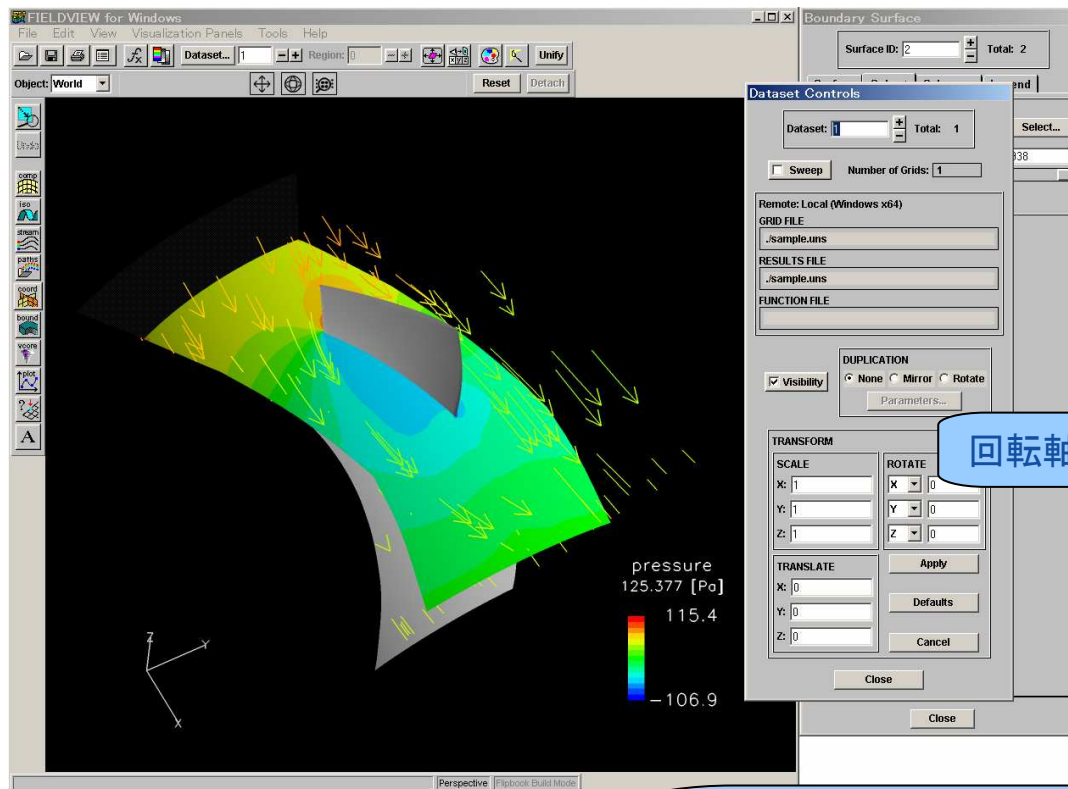 FIELDVIEW for Windows
File Edit View Visualization Panels Tools Help
Dataset... 1 Region: 0 Unify
Object: World Reset Detach
Undo
comp
iso
stream
paths
coord
bound
vcore
plot
A
pressure
125.377 [Pa]
115.4
-106.9
Z
Y
X
Perspective Flipbook Build Mode
Boundary Surface
Surface ID: 2 Total: 2
end
Select...
938
Close
Dataset Controls
Dataset: 1 Total: 1
Sweep Number of Grids: 1
Remote: Local (Windows x64)
GRID FILE
./sample.uns
RESULTS FILE
./sample.uns
FUNCTION FILE
DUPLICATION
Visibility None Mirror Rotate
Parameters...
TRANSFORM
SCALE
X: 1
Y: 1
Z: 1
ROTATE
X 0
Y 0
Z 0
TRANSLATE
X: 0
Y: 0
Z: 0
Apply
Defaults
Cancel
Close
回転軸